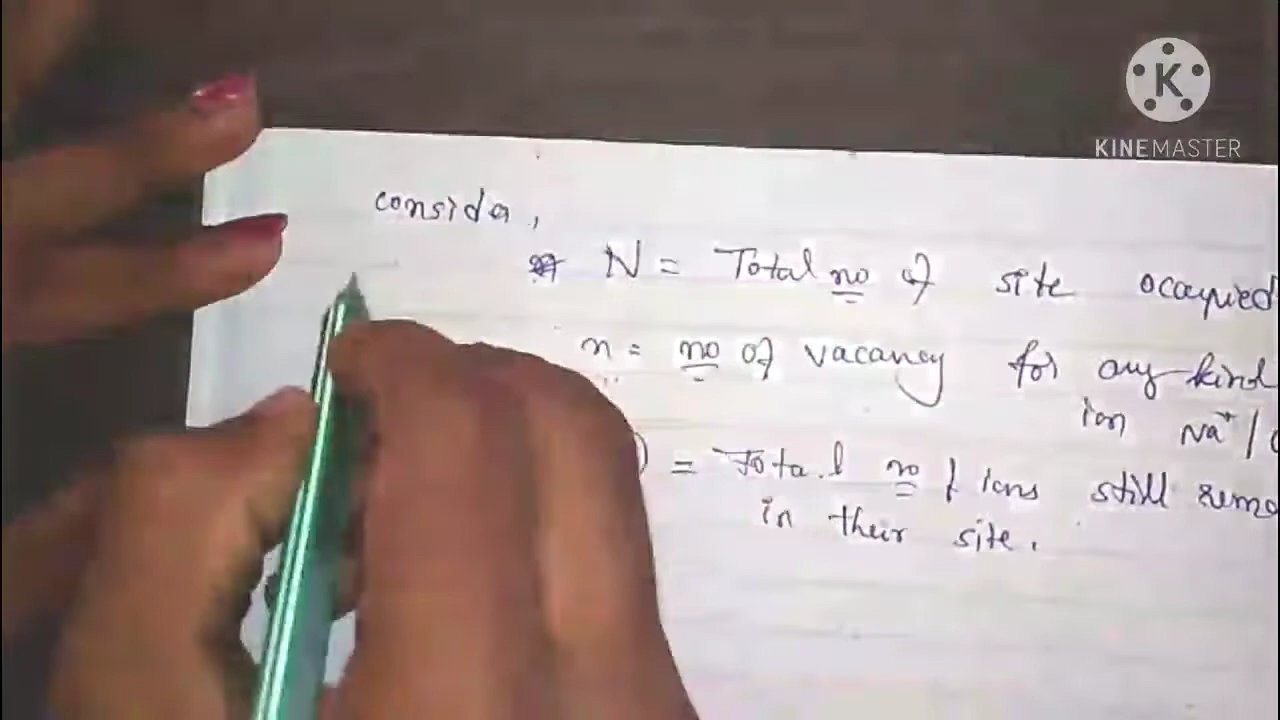 K
KINEMASTER
consider,
N = Total no of site occupied
n = no of vacancy for any kind
ion Na⁺/
) = Total no of ions still
in their site.